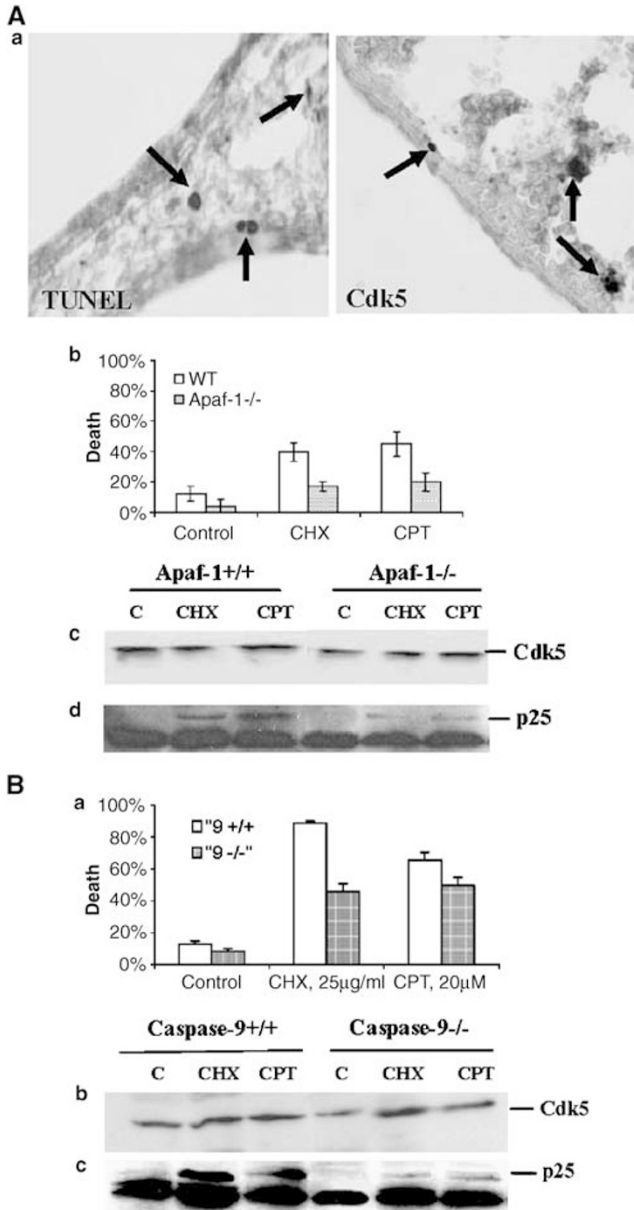 A
a
TUNEL
Cdk5
b
100%
80%
60%
40%
20%
0%
Death
WT
Apaf-1-/-
Control CHX CPT
Apaf-1+/+ Apaf-1-/-
C CHX CPT C CHX CPT
c
Cdk5
d
p25
B
a
100%
80%
60%
40%
20%
0%
Death
"9 +/+
"9 -/-"
Control CHX, 25µg/ml CPT, 20µM
Caspase-9+/+ Caspase-9-/-
C CHX CPT C CHX CPT
b
Cdk5
c
p25